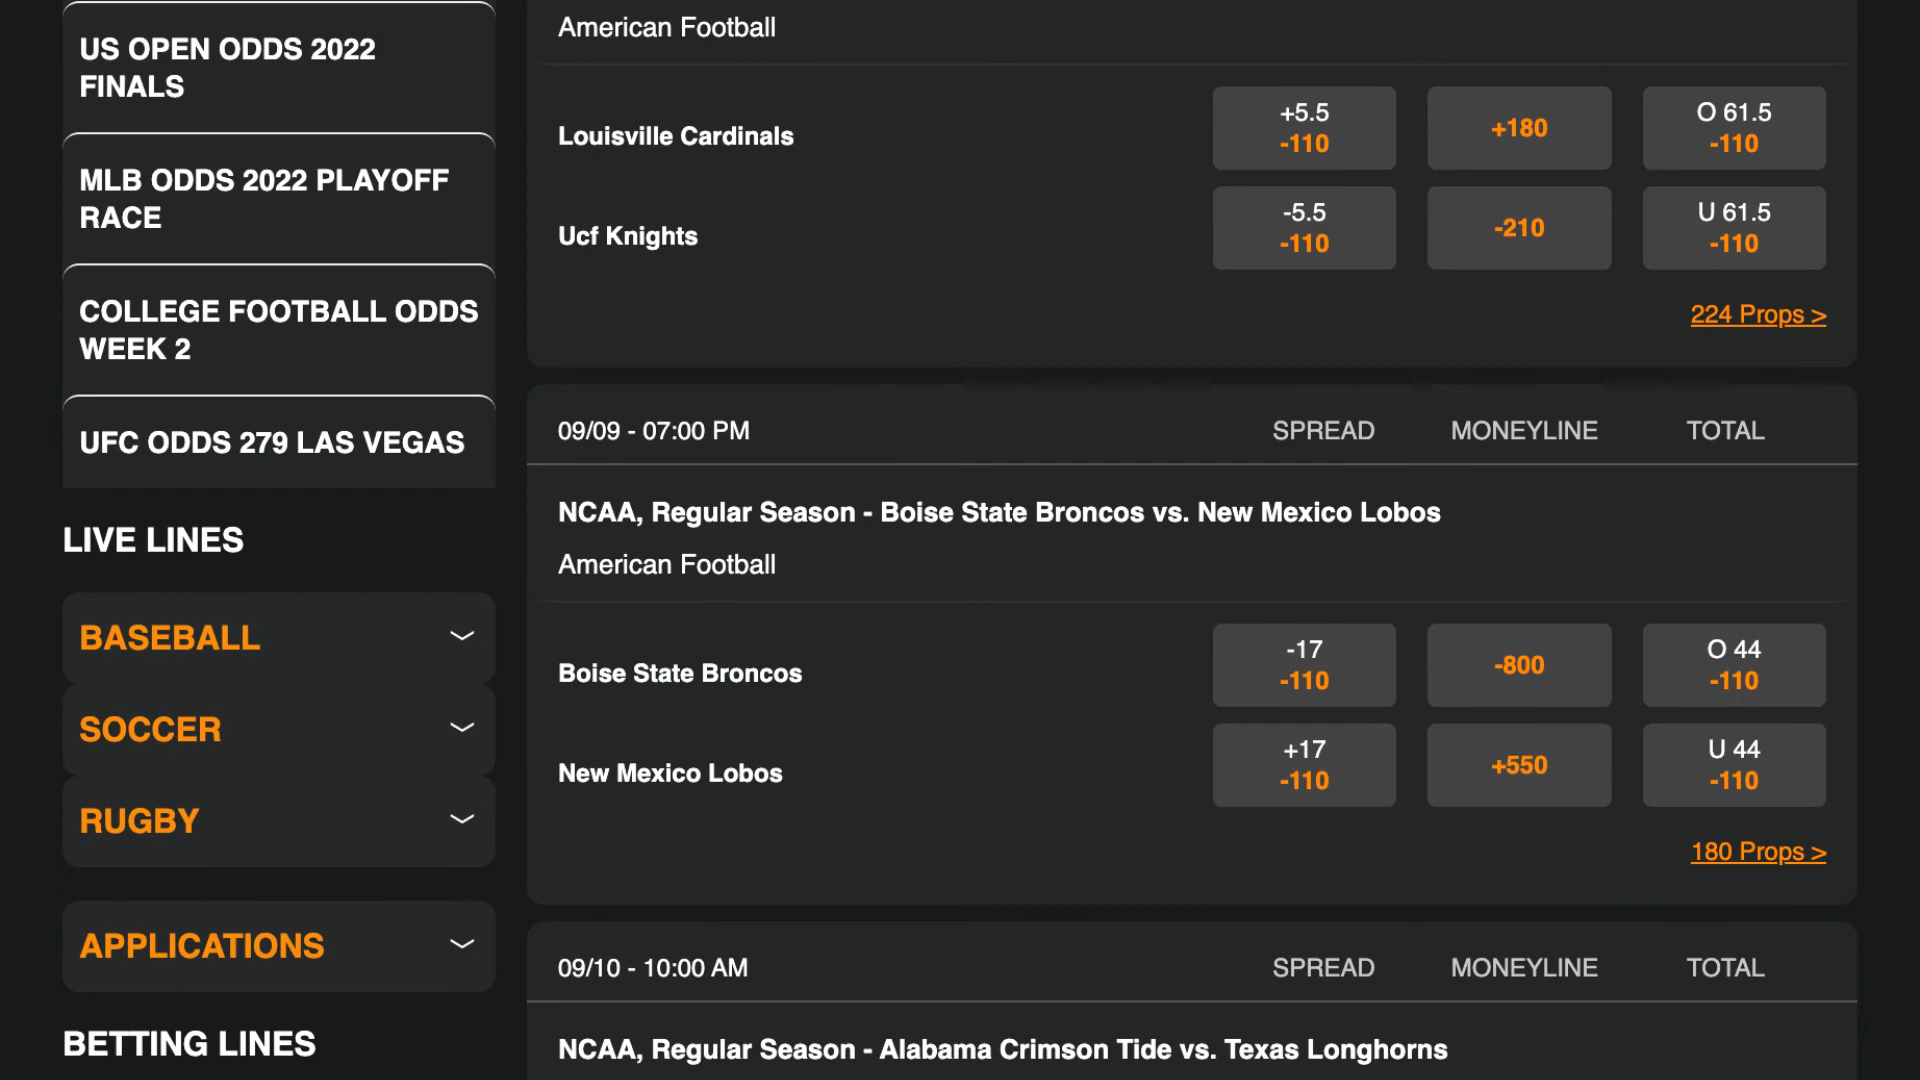 US OPEN ODDS 2022
FINALS
MLB ODDS 2022 PLAYOFF
RACE
COLLEGE FOOTBALL ODDS
WEEK 2
UFC ODDS 279 LAS VEGAS
LIVE LINES
BASEBALL
SOCCER
RUGBY
APPLICATIONS
BETTING LINES
American Football
Louisville Cardinals
+5.5
-110
+180
O 61.5
-110
Ucf Knights
-5.5
-110
-210
U 61.5
-110
224 Props >
09/09 - 07:00 PM SPREAD MONEYLINE TOTAL
NCAA, Regular Season - Boise State Broncos vs. New Mexico Lobos
American Football
Boise State Broncos
-17
-110
-800
O 44
-110
New Mexico Lobos
+17
-110
+550
U 44
-110
180 Props >
09/10 - 10:00 AM SPREAD MONEYLINE TOTAL
NCAA, Regular Season - Alabama Crimson Tide vs. Texas Longhorns